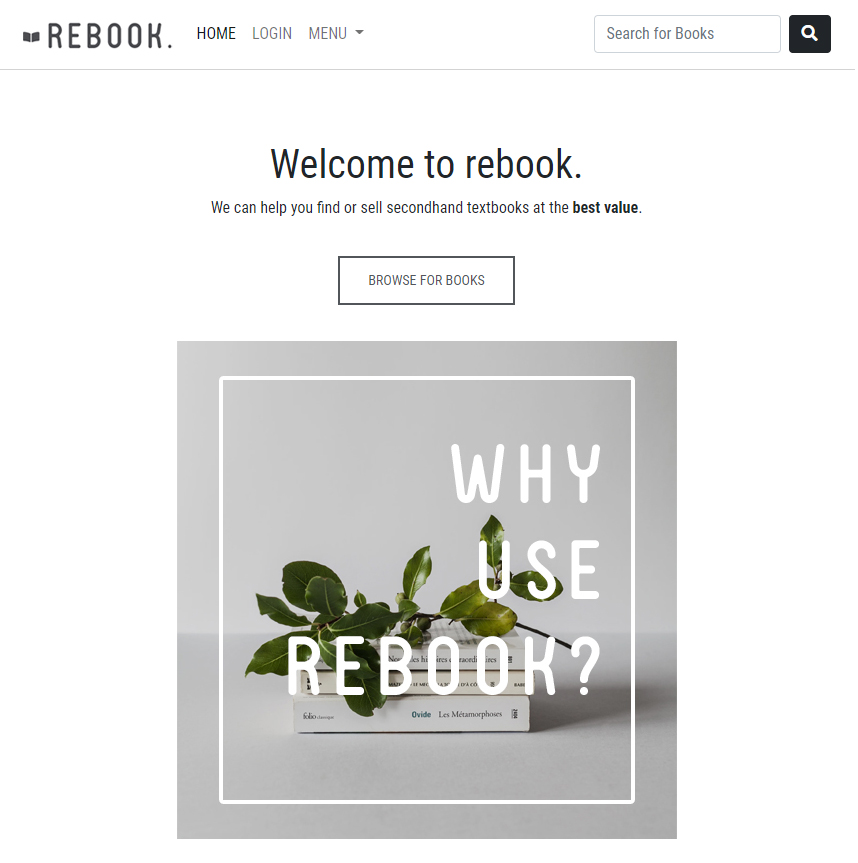 REBOOK.
HOME LOGIN MENU
Search for Books
Welcome to rebook.
We can help you find or sell secondhand textbooks at the best value.
BROWSE FOR BOOKS
WHY
USE
REBOOK?
folio classique Ovide Les Métamorphoses